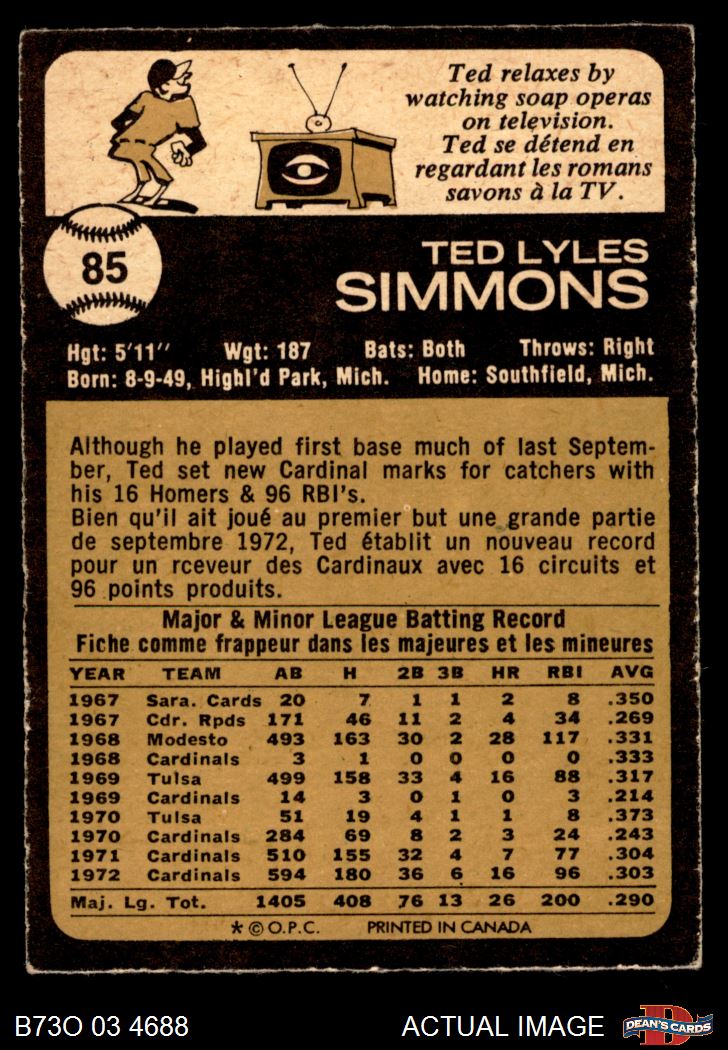 Ted relaxes by
watching soap operas
on television.
Ted se détend en
regardant les romans
savons à la TV.
85
TED LYLES
SIMMONS
Hgt: 5'11" Wgt: 187 Bats: Both Throws: Right
Born: 8-9-49, Highl'd Park, Mich. Home: Southfield, Mich.
Although he played first base much of last Septem-
ber, Ted set new Cardinal marks for catchers with
his 16 Homers & 96 RBI's.
Bien qu'il ait joué au premier but une grande partie
de septembre 1972, Ted établit un nouveau record
pour un rceveur des Cardinaux avec 16 circuits et
96 points produits.
Major & Minor League Batting Record
Fiche comme frappeur dans les majeures et les mineures
YEAR TEAM AB H 2B 3B HR RBI AVG
1967 Sara. Cards 20 7 1 1 2 8 .350
1967 Cdr. Rpds 171 46 11 2 4 34 .269
1968 Modesto 493 163 30 2 28 117 .331
1968 Cardinals 3 1 0 0 0 0 .333
1969 Tulsa 499 158 33 4 16 88 .317
1969 Cardinals 14 3 0 1 0 3 .214
1970 Tulsa 51 19 4 1 1 8 .373
1970 Cardinals 284 69 8 2 3 24 .243
1971 Cardinals 510 155 32 4 7 77 .304
1972 Cardinals 594 180 36 6 16 96 .303
Maj. Lg. Tot. 1405 408 76 13 26 200 .290
* © O.P.C. PRINTED IN CANADA
B73O 03 4688 ACTUAL IMAGE D DEAN'S CARDS